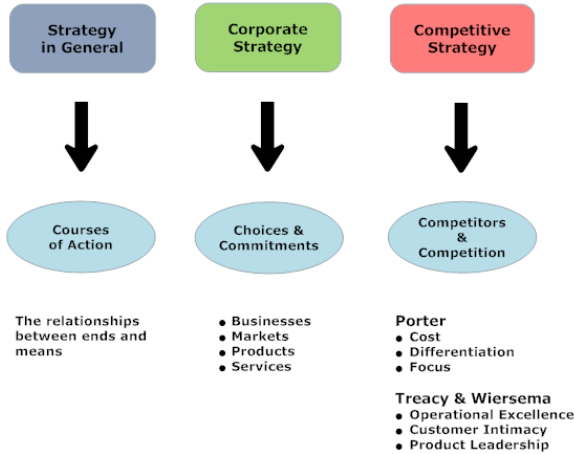 Strategy
in General
Corporate
Strategy
Competitive
Strategy
Courses
of Action
Choices &
Commitments
Competitors
&
Competition
The relationships
between ends and
means
● Businesses
● Markets
● Products
● Services
Porter
● Cost
● Differentiation
● Focus
Treacy & Wiersema
● Operational Excellence
● Customer Intimacy
● Product Leadership